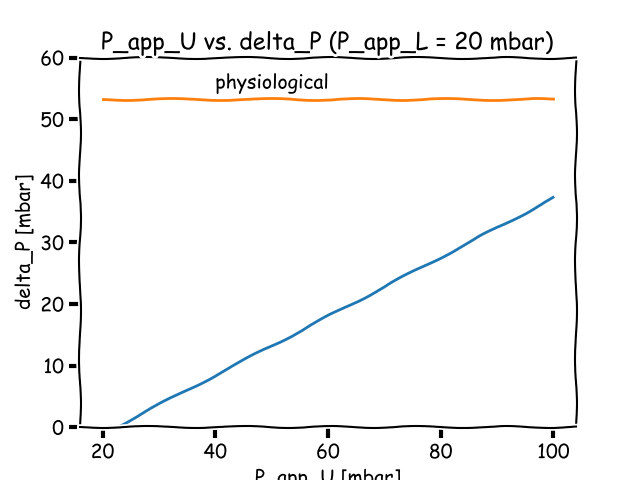 P_app_U vs. delta_P (P_app_L = 20 mbar)
physiological
60
50
40
30
20
10
0
delta_P [mbar]
20 40 60 80 100
P_app_U [mbar]